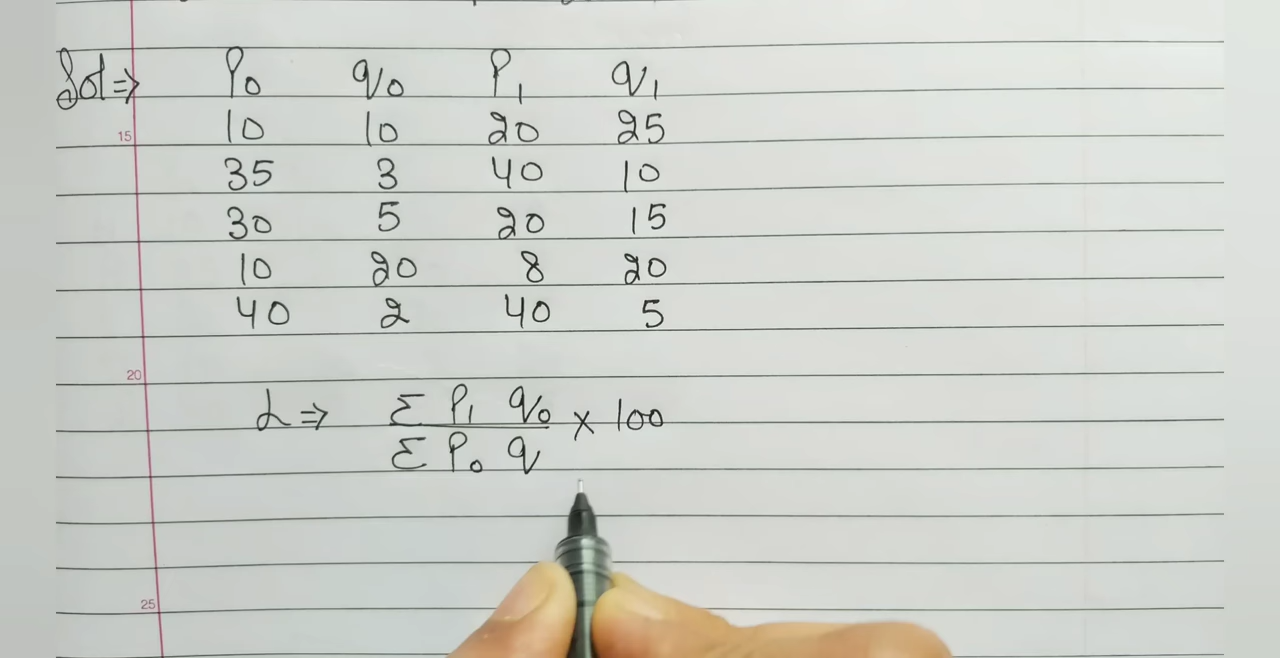 Sol ⇒ P₀ q₀ P₁ q₁
15 10 10 20 25
35 3 40 10
30 5 20 15
10 20 8 20
40 2 40 5
20
L ⇒ Σ P₁ q₀ × 100
Σ P₀ q
25